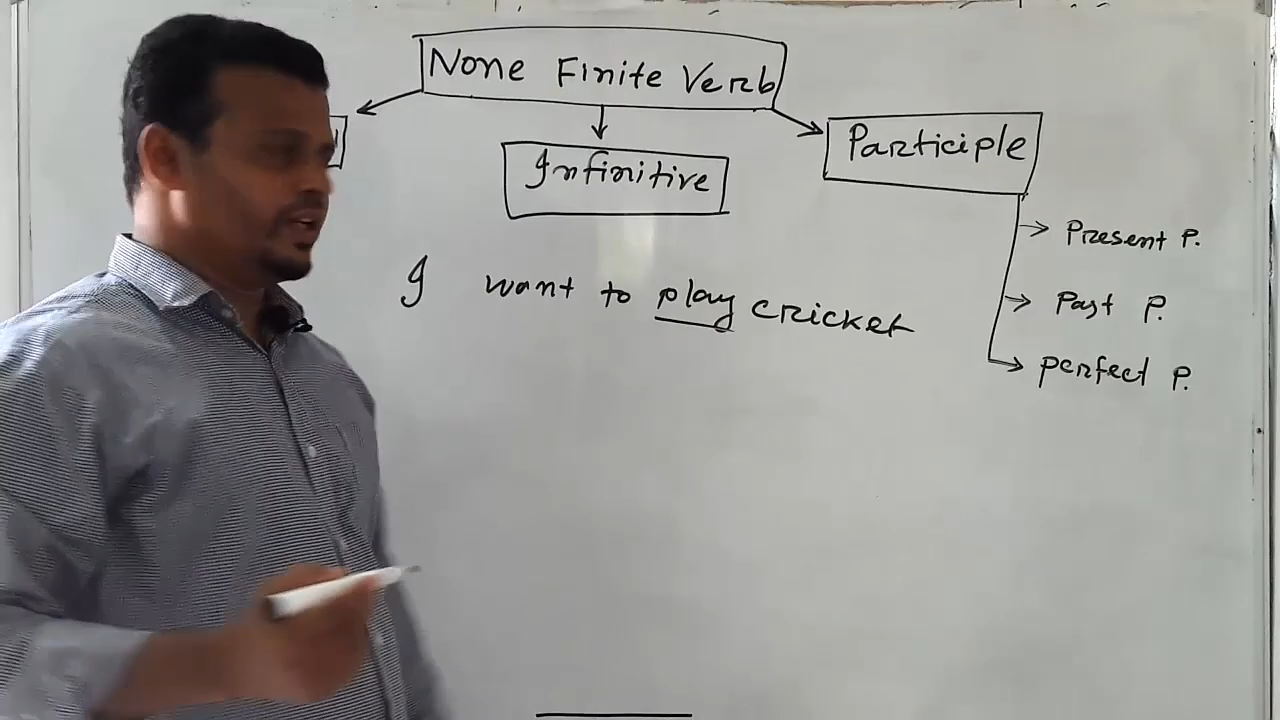 None Finite Verb
Infinitive
Participle
Present P.
Past P.
Perfect P.
I want to play cricket